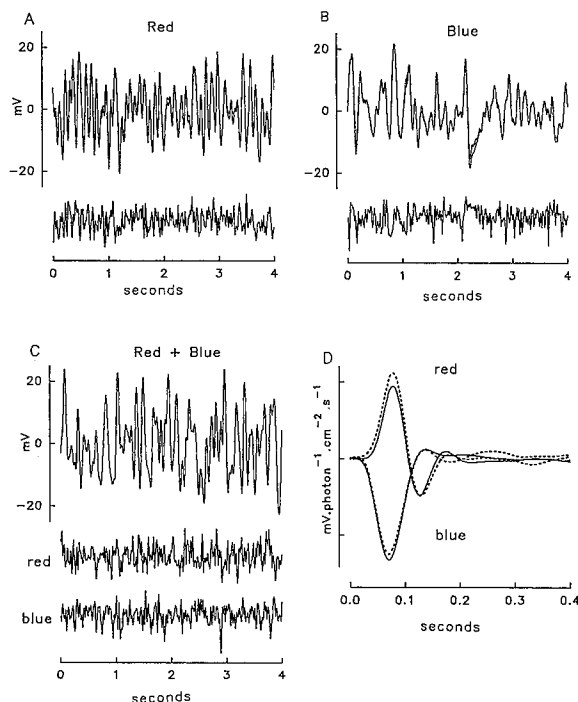 A
Red
20
0
-20
mV
0 1 2 3 4
seconds
B
Blue
20
0
-20
0 1 2 3 4
seconds
C
Red + Blue
20
0
-20
mV
red
blue
0 1 2 3 4
seconds
D
red
blue
mV.photon⁻¹.cm⁻².s⁻¹
0.0 0.1 0.2 0.3 0.4
seconds